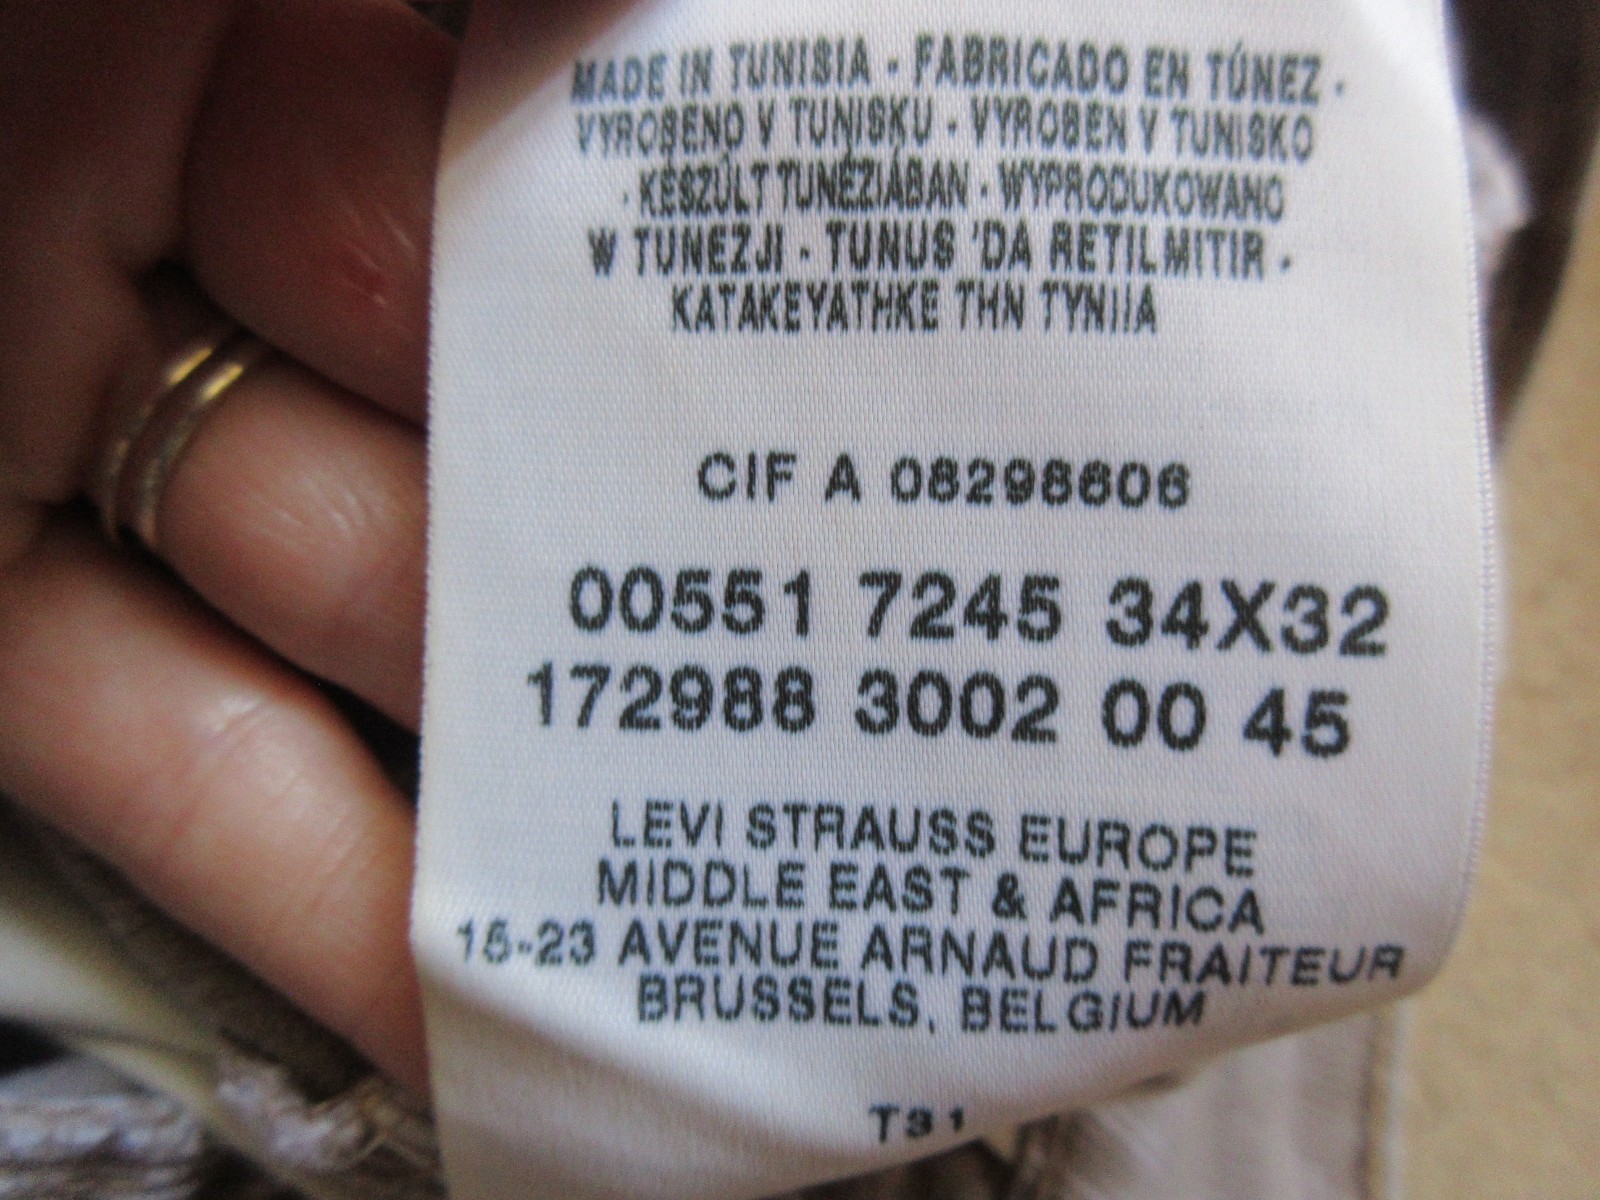 MADE IN TUNISIA · FABRICADO EN TÚNEZ ·
VYROBENO V TUNISKU · VYROBEN V TUNISKO
· KÉSZÜLT TUNÉZIÁBAN · WYPRODUKOWANO
W TUNEZJI · TUNUS 'DA RETILMITIR ·
KATAKEYATHKE THN TYNIIA
CIF A 08298606
00551 7245 34X32
172988 3002 00 45
LEVI STRAUSS EUROPE
MIDDLE EAST & AFRICA
15-23 AVENUE ARNAUD FRAITEUR
BRUSSELS, BELGIUM
T31